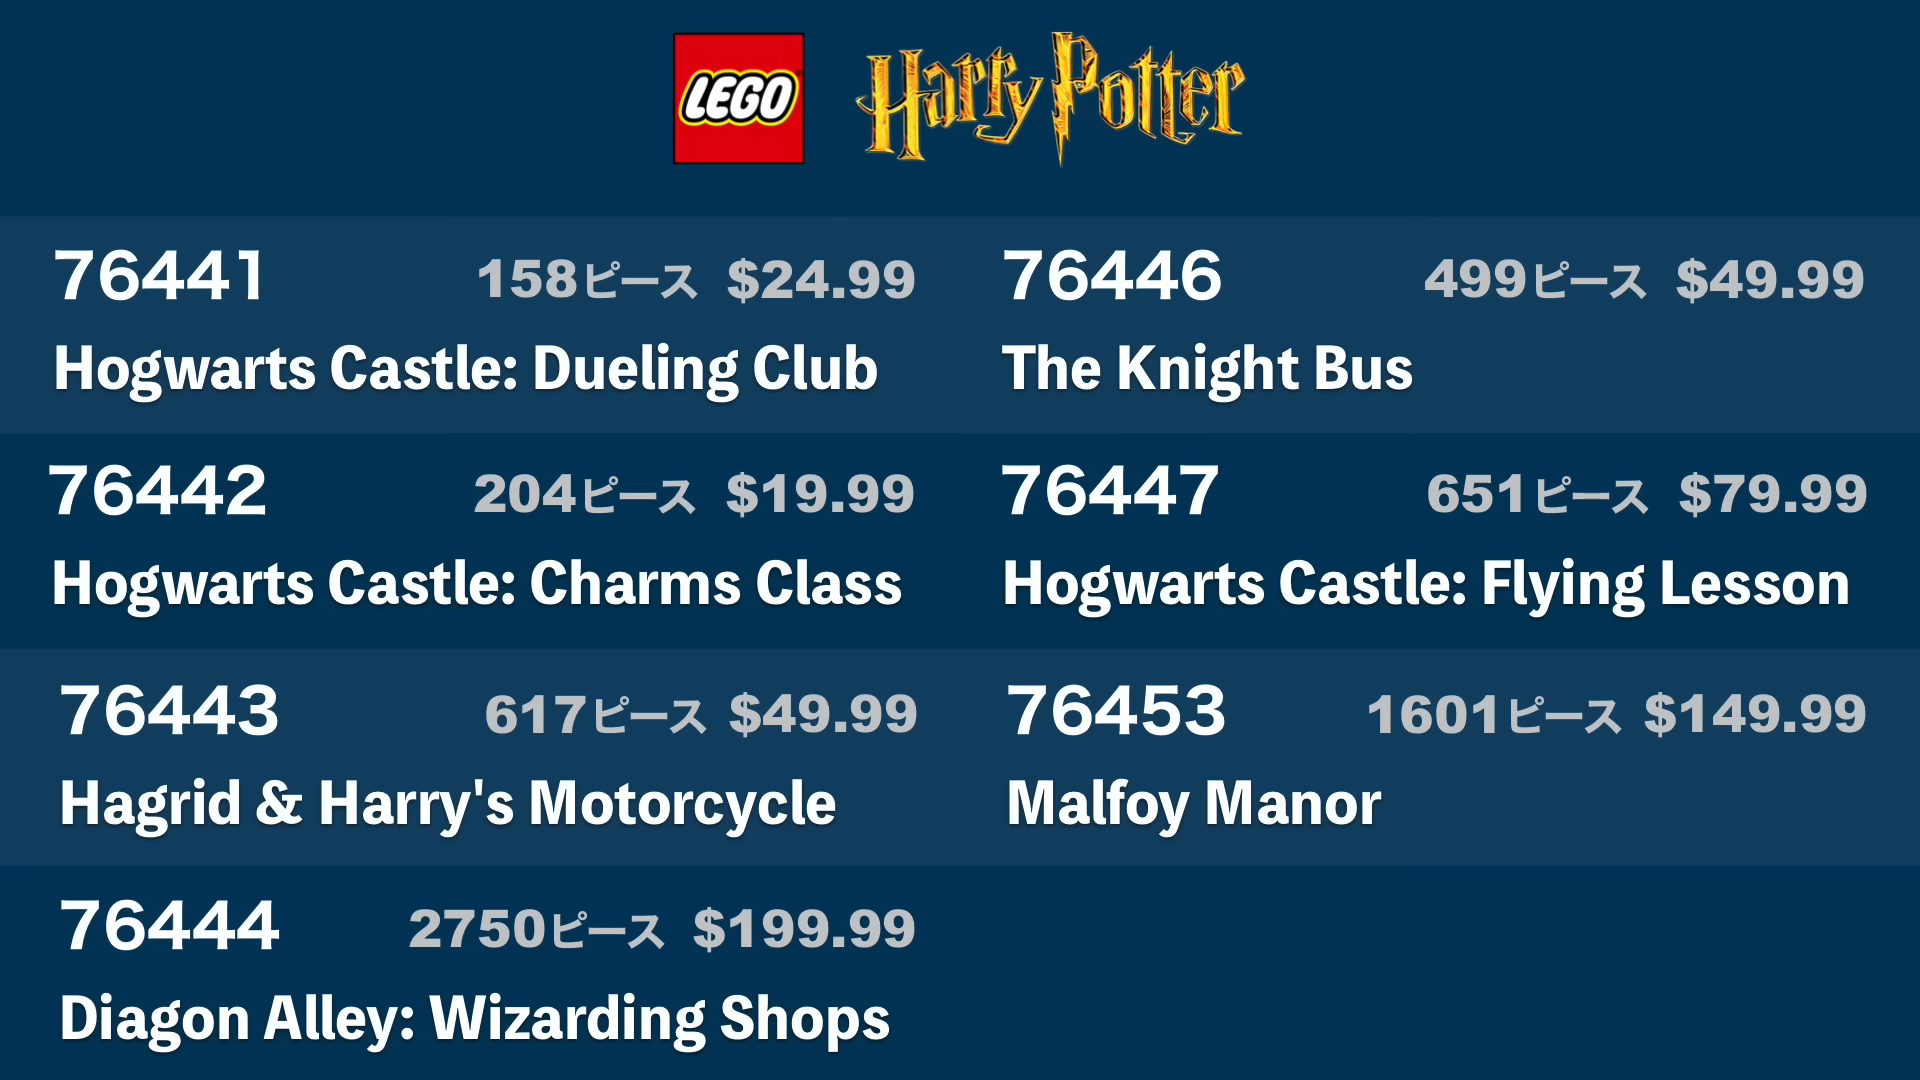 LEGO Harry Potter
76441 158ピース $24.99
Hogwarts Castle: Dueling Club
76442 204ピース $19.99
Hogwarts Castle: Charms Class
76443 617ピース $49.99
Hagrid & Harry's Motorcycle
76444 2750ピース $199.99
Diagon Alley: Wizarding Shops
76446 499ピース $49.99
The Knight Bus
76447 651ピース $79.99
Hogwarts Castle: Flying Lesson
76453 1601ピース $149.99
Malfoy Manor